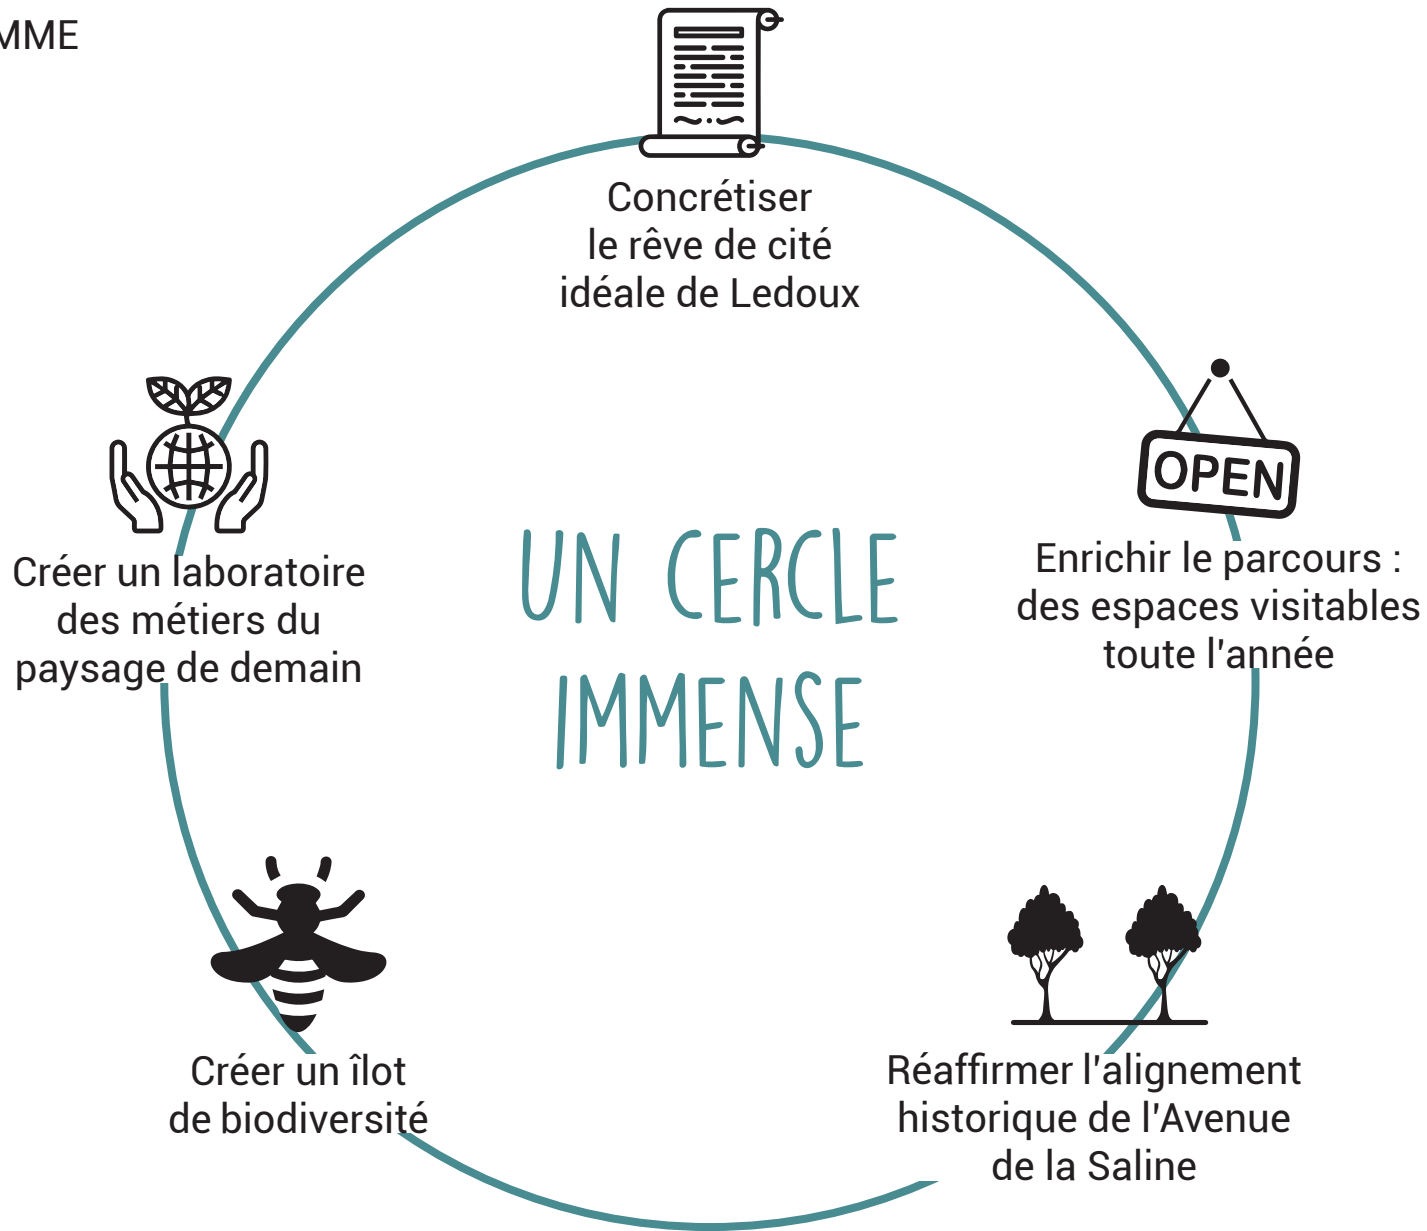 MME
Concrétiser
le rêve de cité
idéale de Ledoux
OPEN
Enrichir le parcours :
des espaces visitables
toute l'année
Créer un laboratoire
des métiers du
paysage de demain
UN CERCLE
IMMENSE
Créer un îlot
de biodiversité
Réaffirmer l'alignement
historique de l'Avenue
de la Saline